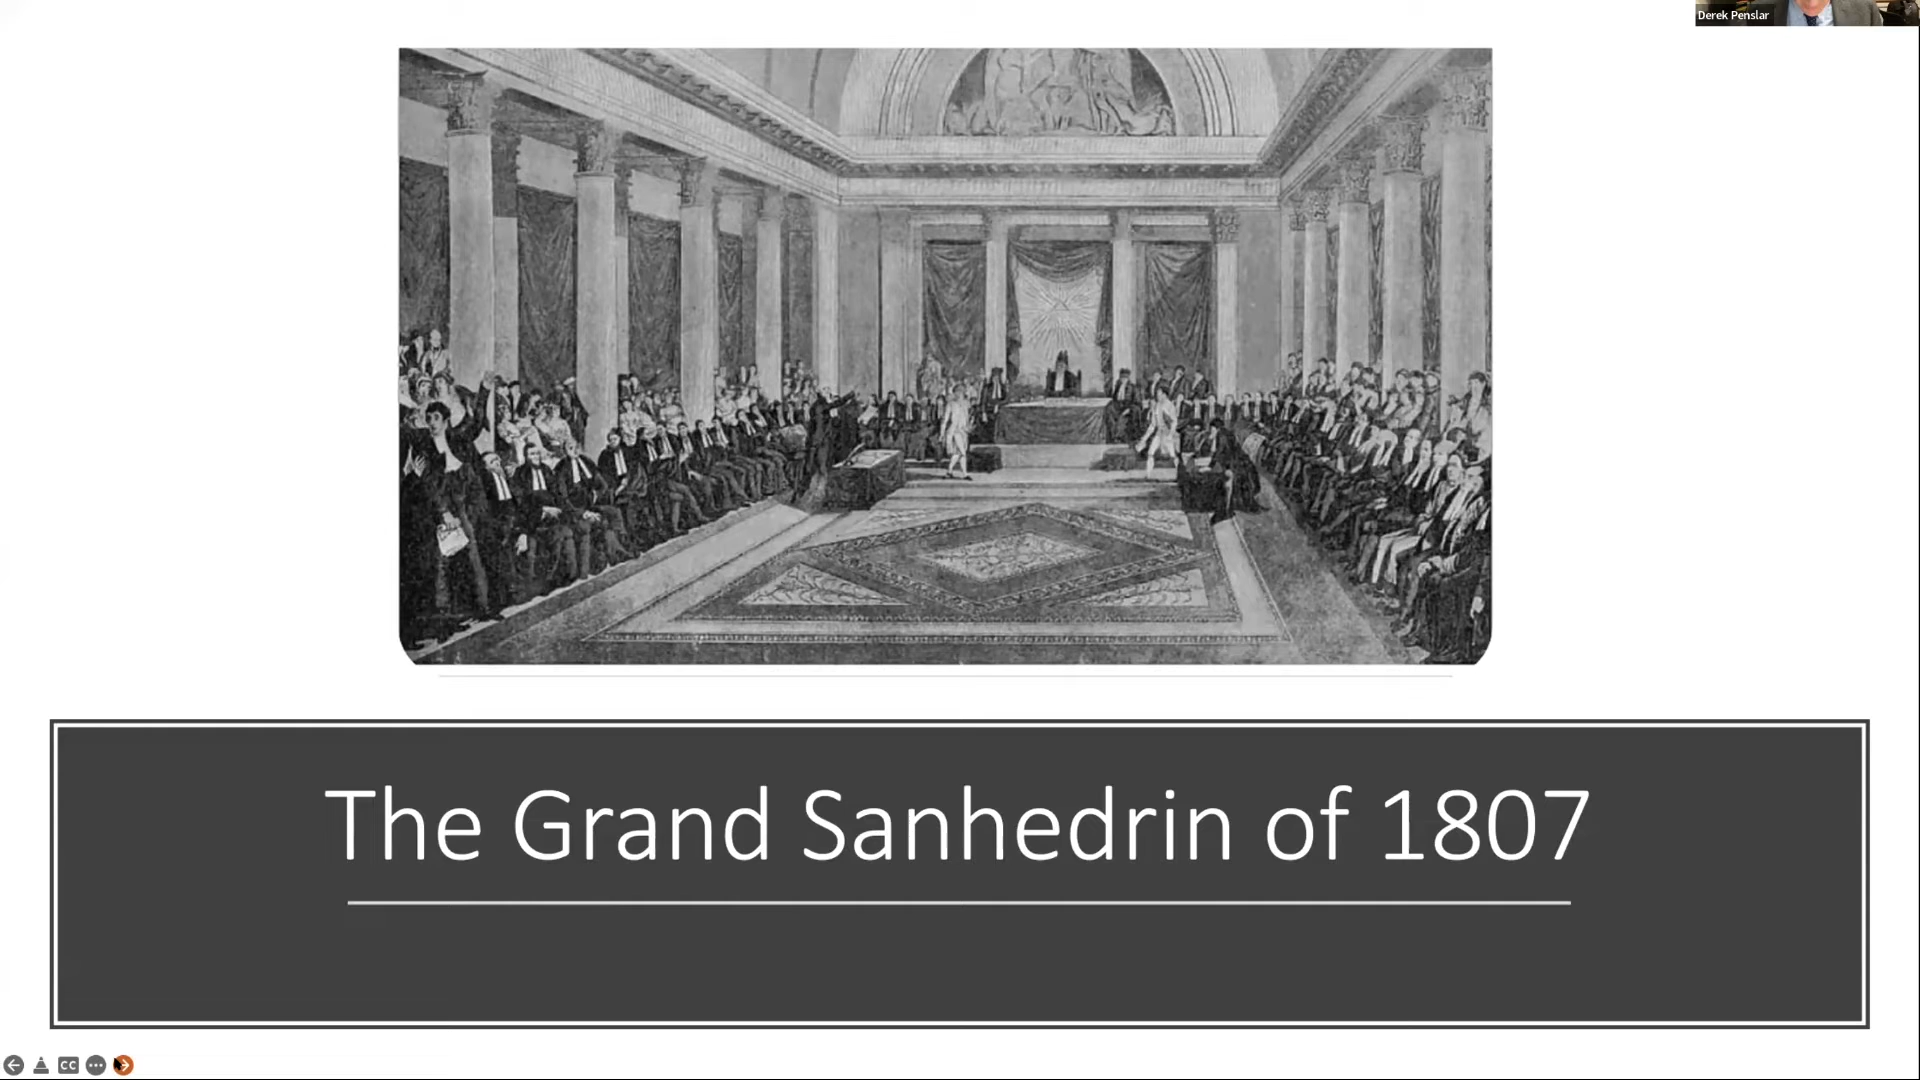 Derek Penslar
The Grand Sanhedrin of 1807
CC